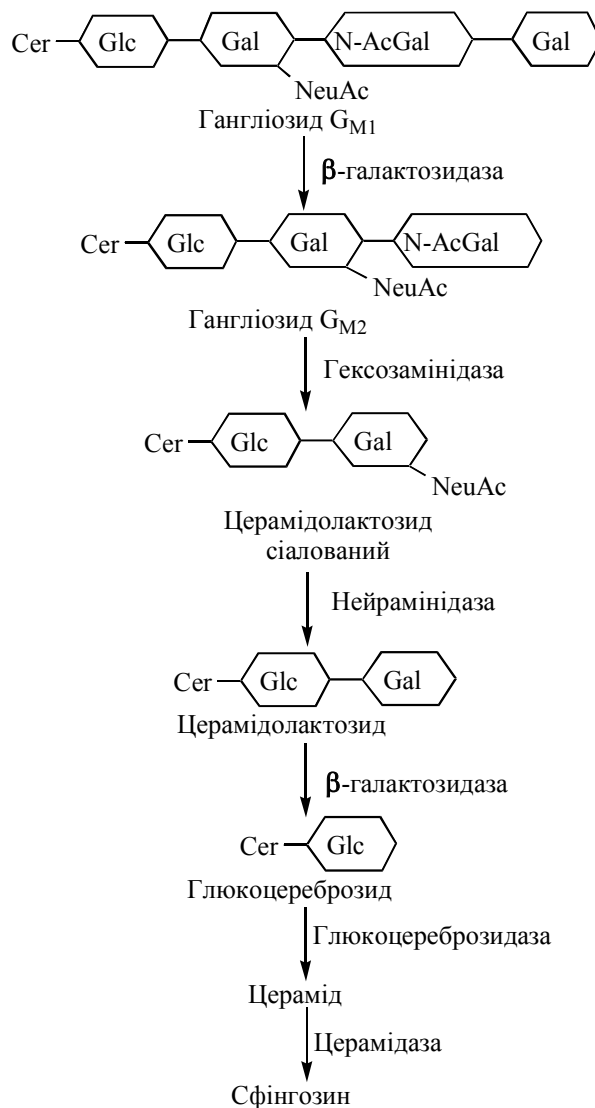 Cer Glc Gal N-AcGal Gal
NeuAc
Гангліозид GM1
β-галактозидаза
Cer Glc Gal N-AcGal
NeuAc
Гангліозид GM2
Гексозамінідаза
Cer Glc Gal
NeuAc
Церамідолактозид
сіалований
Нейрамінідаза
Cer Glc Gal
Церамідолактозид
β-галактозидаза
Cer Glc
Глюкоцереброзид
Глюкоцереброзидаза
Церамід
Церамідаза
Сфінгозин